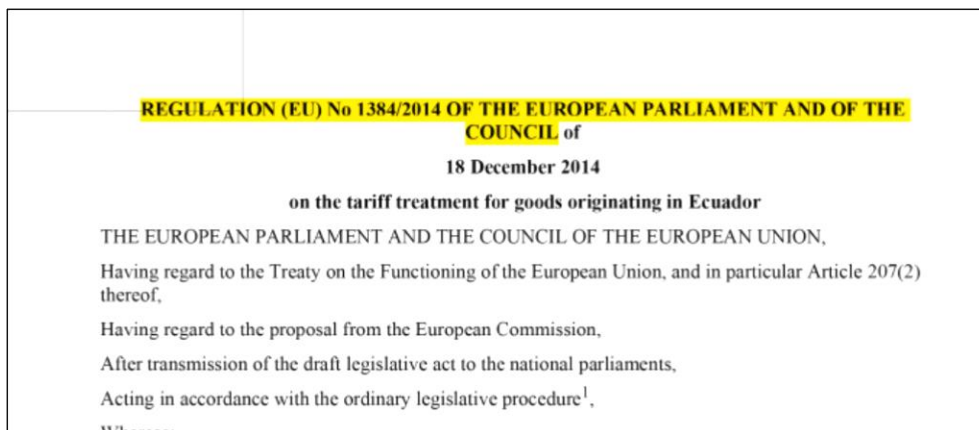 REGULATION (EU) No 1384/2014 OF THE EUROPEAN PARLIAMENT AND OF THE
COUNCIL of
18 December 2014
on the tariff treatment for goods originating in Ecuador
THE EUROPEAN PARLIAMENT AND THE COUNCIL OF THE EUROPEAN UNION,
Having regard to the Treaty on the Functioning of the European Union, and in particular Article 207(2)
thereof,
Having regard to the proposal from the European Commission,
After transmission of the draft legislative act to the national parliaments,
Acting in accordance with the ordinary legislative procedure1,